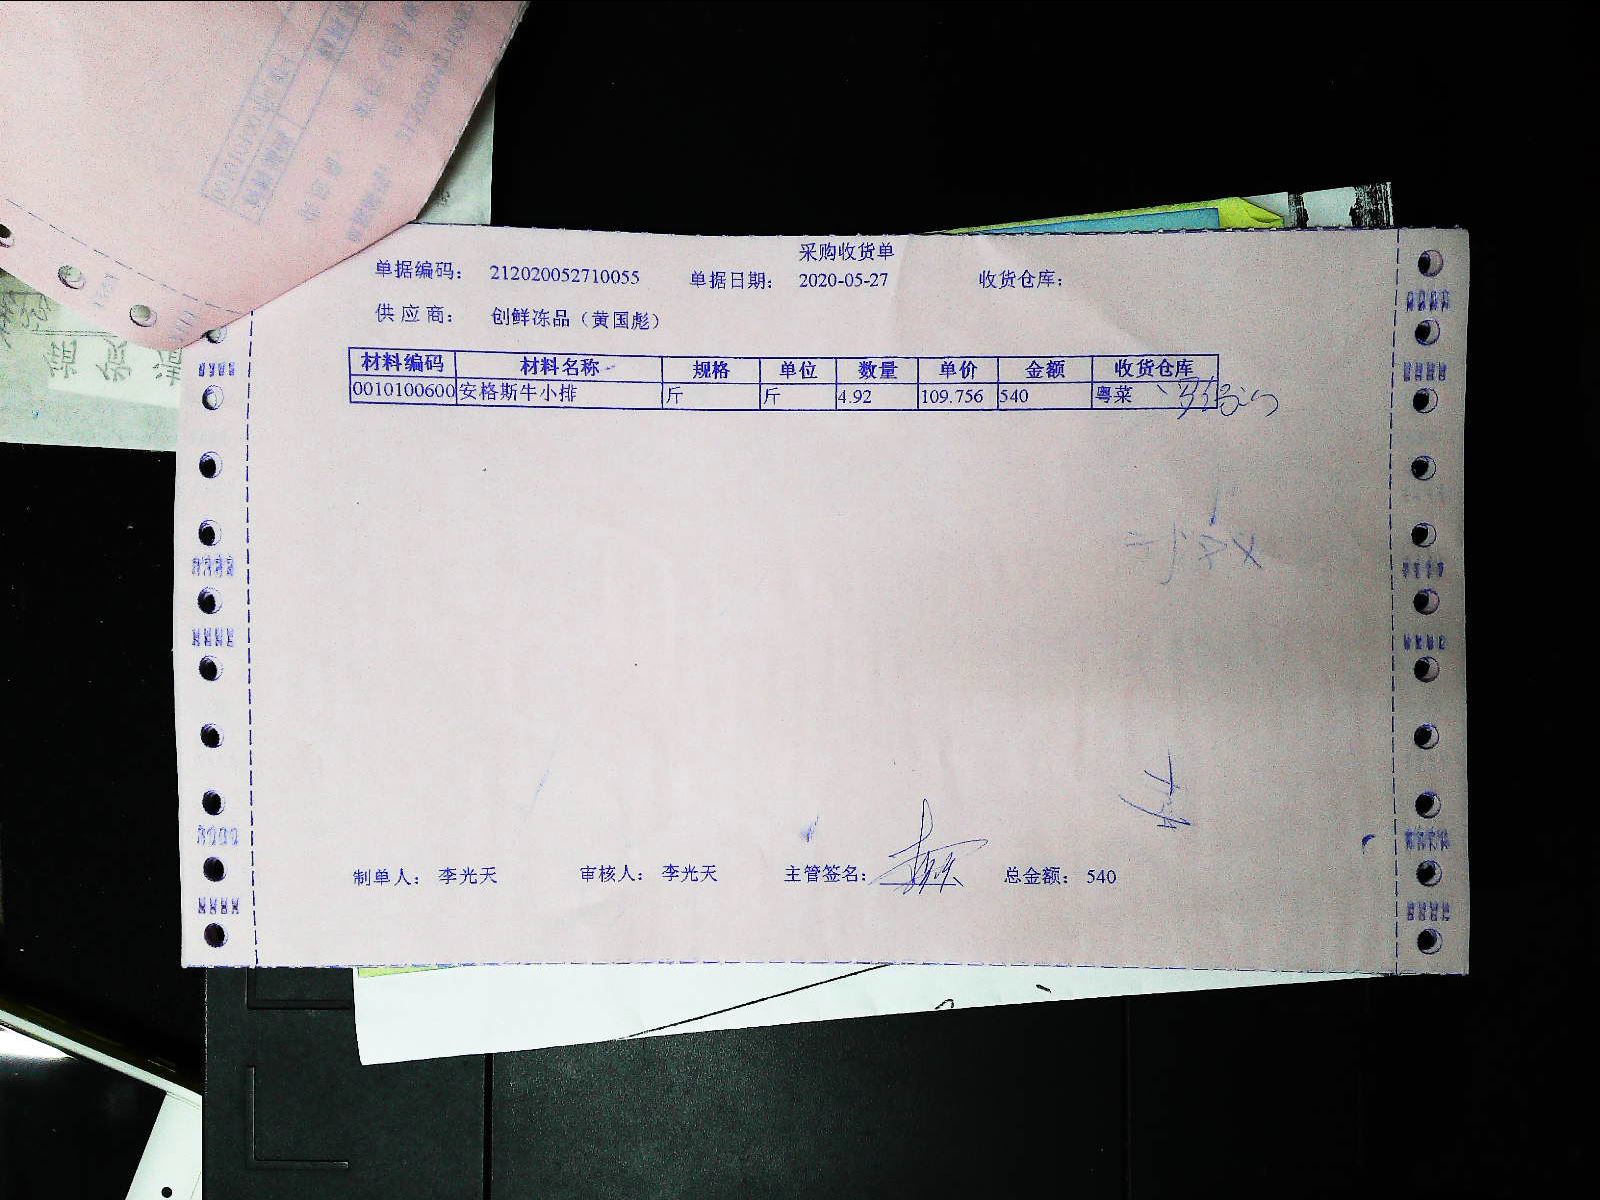 采购收货单
单据编码： 212020052710055 单据日期： 2020-05-27 收货仓库：
供应商： 创鲜冻品（黄国彪）
材料编码 材料名称 规格 单位 数量 单价 金额 收货仓库
0010100600 安格斯牛小排 斤 斤 4.92 109.756 540 粤菜
制单人： 李光天 审核人： 李光天 主管签名： 总金额： 540